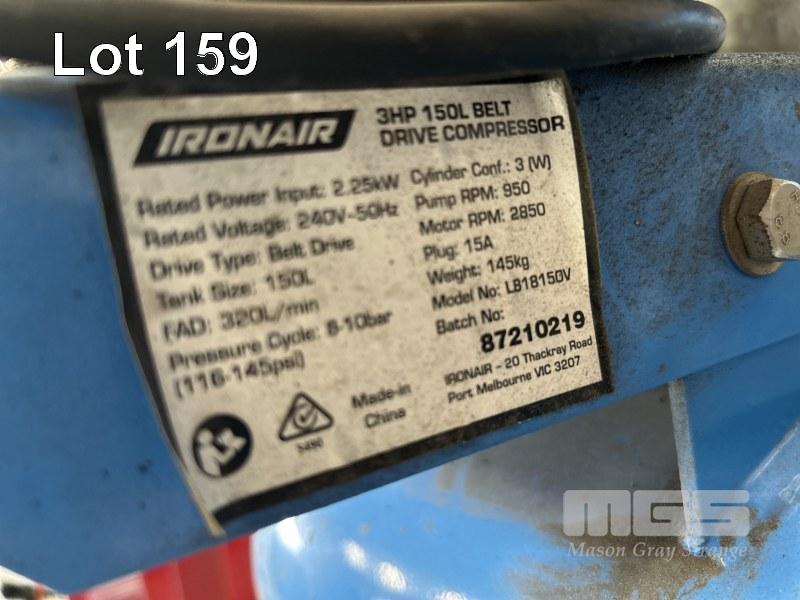 Lot 159
IRONAIR
3HP 150L BELT
DRIVE COMPRESSOR
Rated Power Input: 2.25kW
Rated Voltage: 240V~50Hz
Drive Type: Belt Drive
Tank Size: 150L
FAD: 320L/min
Pressure Cycle: 8-10bar
(116-145psi)
Cylinder Conf.: 3 (W)
Pump RPM: 950
Motor RPM: 2850
Plug: 15A
Weight: 145kg
Model No: LB18150V
Batch No:
87210219
IRONAIR - 20 Thackray Road
Port Melbourne VIC 3207
Made-in
China
MGS
Mason Gray Strange